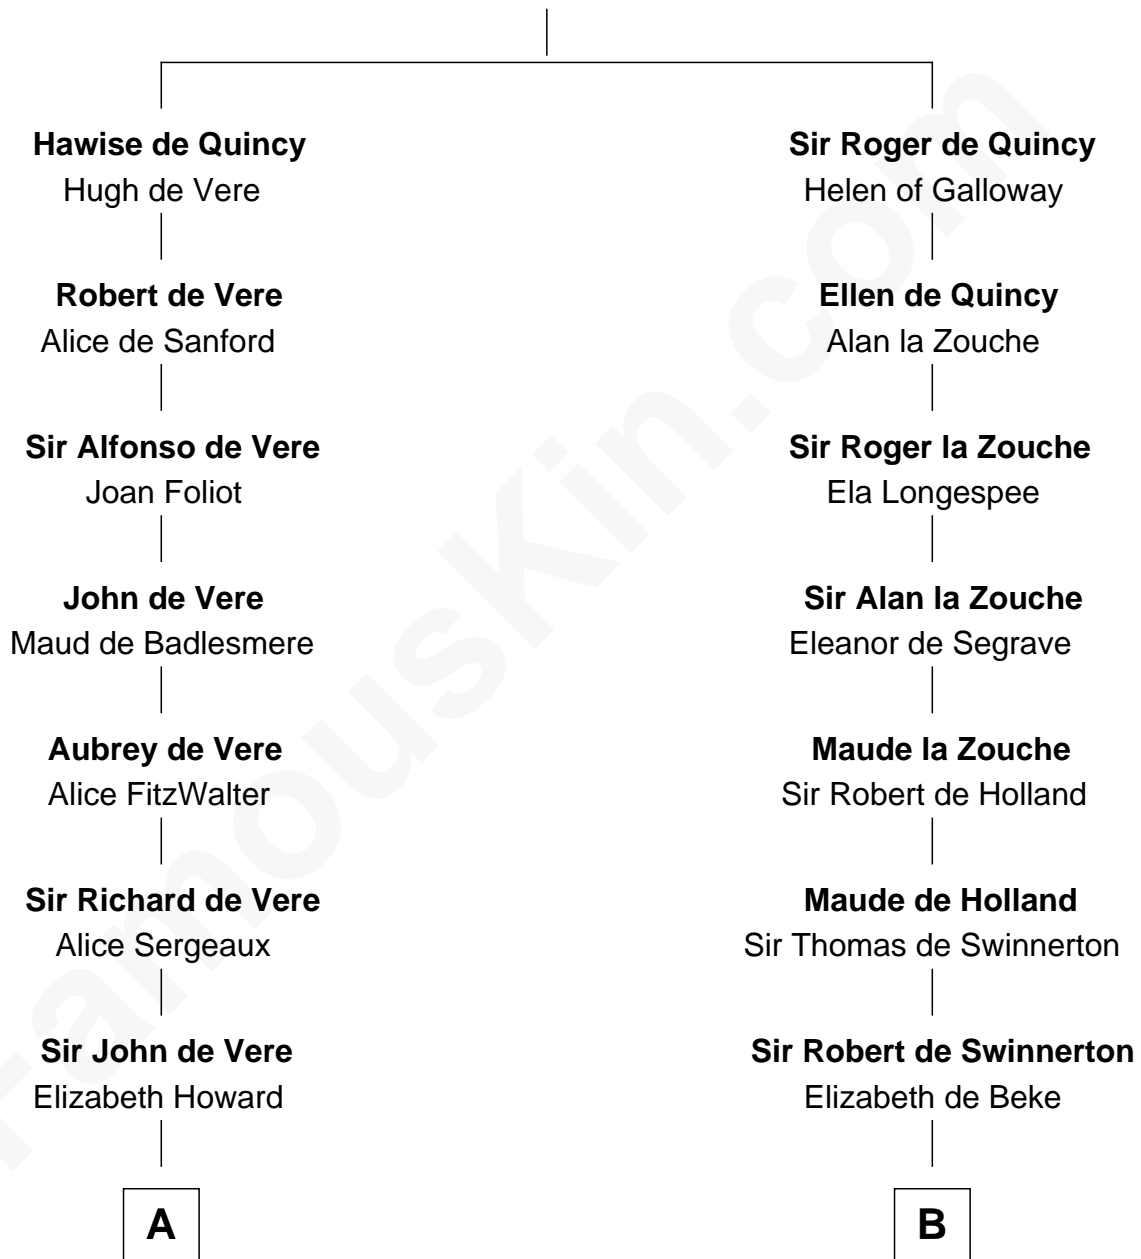 Hawise de Quincy
Hugh de Vere
Sir Roger de Quincy
Helen of Galloway
Robert de Vere
Alice de Sanford
Ellen de Quincy
Alan la Zouche
Sir Alfonso de Vere
Joan Foliot
Sir Roger la Zouche
Ela Longespee
John de Vere
Maud de Badlesmere
Sir Alan la Zouche
Eleanor de Segrave
Aubrey de Vere
Alice FitzWalter
Maude la Zouche
Sir Robert de Holland
Sir Richard de Vere
Alice Sergeaux
Maude de Holland
Sir Thomas de Swinnerton
Sir John de Vere
Elizabeth Howard
Sir Robert de Swinnerton
Elizabeth de Beke
A
B
FamousKin.com